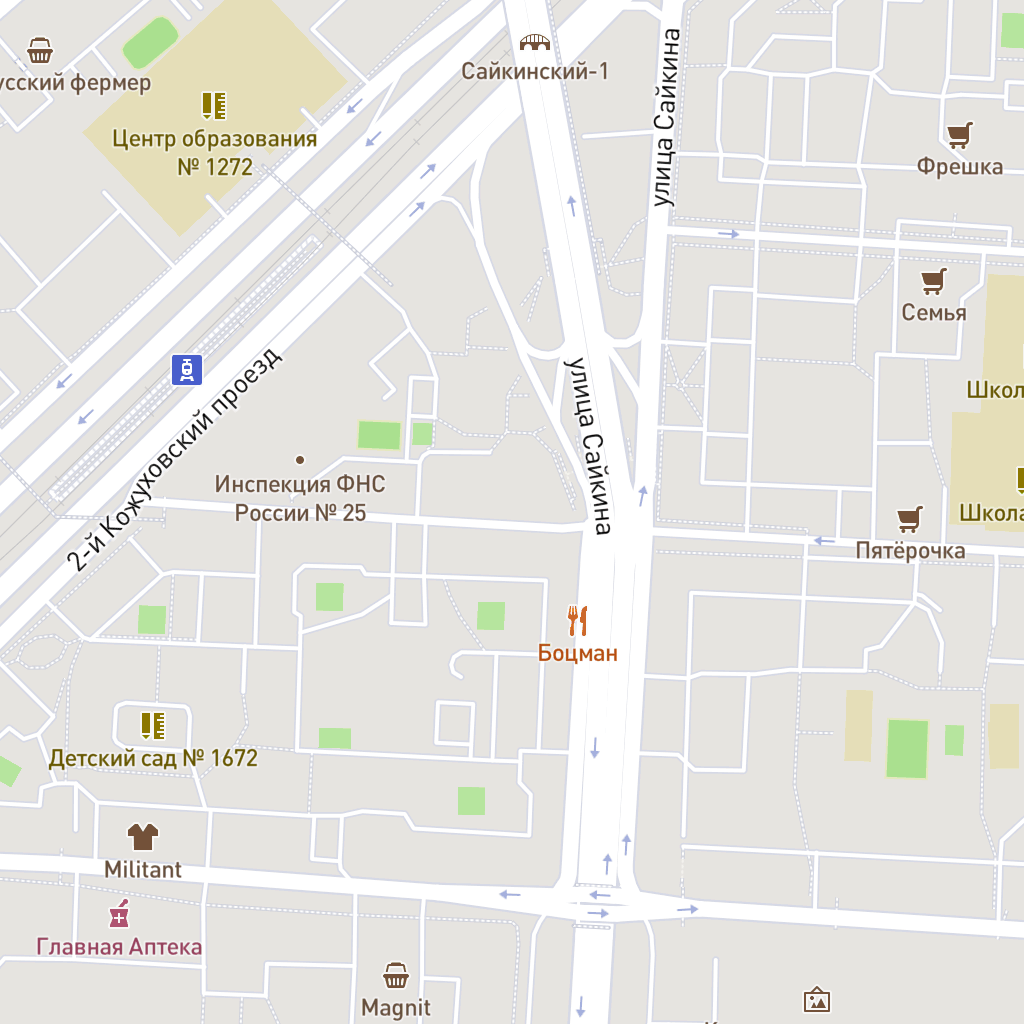 Сайкинский-1
усский фермер
Центр образования
№ 1272
улица Сайкина
Фрешка
Семья
Школ
2-й Кожуховский проезд
улица Сайкина
Инспекция ФНС
России № 25
Школа
Пятёрочка
Боцман
Детский сад № 1672
Militant
Главная Аптека
Magnit